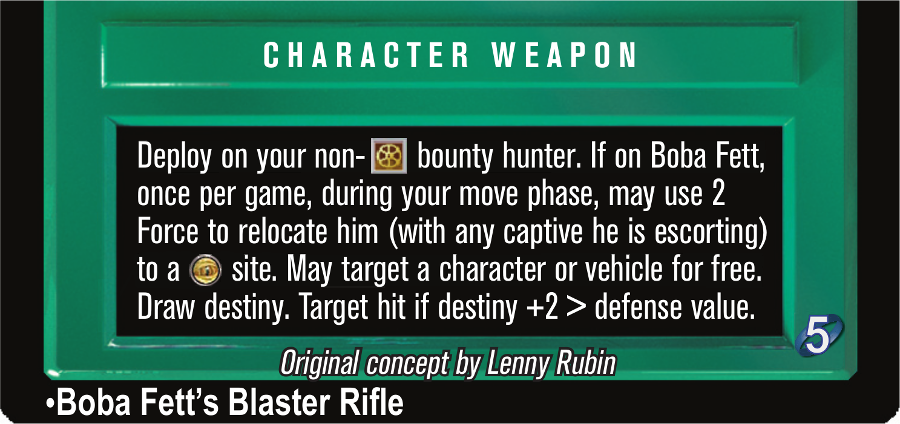 CHARACTER WEAPON
Deploy on your non- bounty hunter. If on Boba Fett,
once per game, during your move phase, may use 2
Force to relocate him (with any captive he is escorting)
to a site. May target a character or vehicle for free.
Draw destiny. Target hit if destiny +2 > defense value.
5
Original concept by Lenny Rubin
•Boba Fett's Blaster Rifle